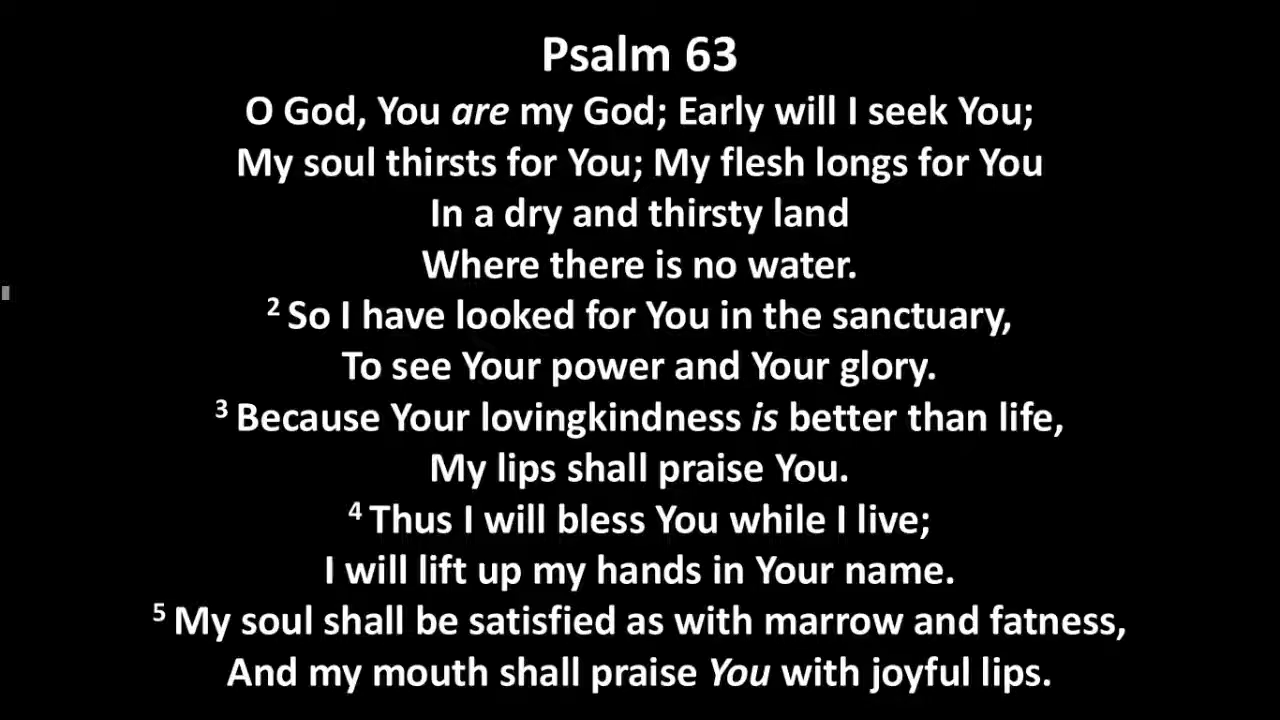 Psalm 63
O God, You are my God; Early will I seek You;
My soul thirsts for You; My flesh longs for You
In a dry and thirsty land
Where there is no water.
2 So I have looked for You in the sanctuary,
To see Your power and Your glory.
3 Because Your lovingkindness is better than life,
My lips shall praise You.
4 Thus I will bless You while I live;
I will lift up my hands in Your name.
5 My soul shall be satisfied as with marrow and fatness,
And my mouth shall praise You with joyful lips.